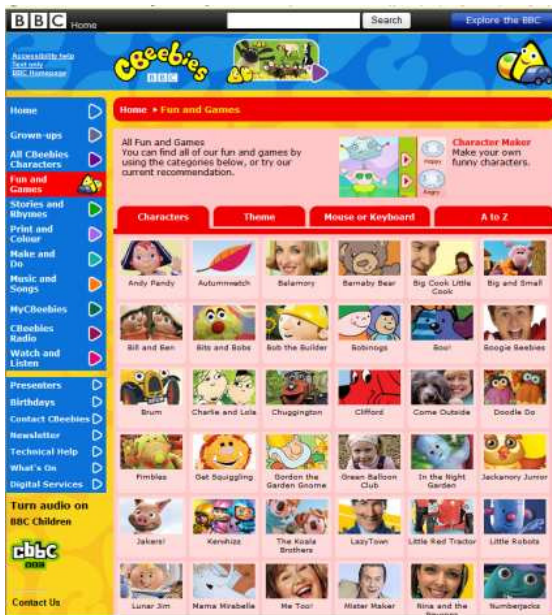 BBC Home
Search
Explore the BBC
Accessibility help
Text only
BBC Homepage
CBeebies
BBC
Home
Grown-ups
All CBeebies
Characters
Fun and
Games
Stories and
Rhymes
Print and
Colour
Make and
Do
Music and
Songs
MyCBeebies
CBeebies
Radio
Watch and
Listen
Presenters
Birthdays
Contact CBeebies
Newsletter
Technical Help
What's On
Digital Services
Turn audio on
BBC Children
cbbc
BBC
Contact Us
Home Fun and Games
All Fun and Games
You can find all of our fun and games by
using the categories below, or try our
current recommendation.
Happy
Angry
Character Maker
Make your own
funny characters.
Characters Theme Mouse or Keyboard A to Z
Andy Pandy Autumnwatch Balamory Barnaby Bear Big Cook Little Cook Big and Small
Bill and Ben Bits and Bobs Bob the Builder Bobinogs Boo! Boogie Beebies
Brum Charlie and Lola Chuggington Clifford Come Outside Doodle Do
Fimbles Get Squiggling Gordon the Garden Gnome Green Balloon Club In the Night Garden Jackanory Junior
Jakers! Kerwhizz The Koala Brothers LazyTown Little Red Tractor Little Robots
Lunar Jim Mama Mirabelle Me Too! Mister Maker Nina and the Numberjacks